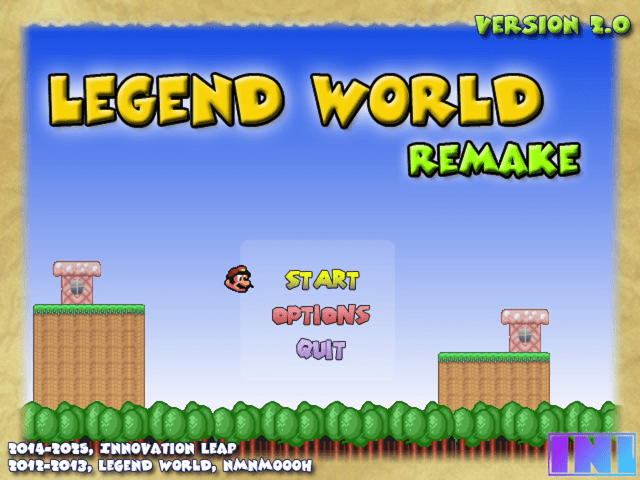 VERSION 2.0
LEGEND WORLD
REMAKE
START
OPTIONS
QUIT
2014-2025, INNOVATION LEAP
2012-2013, LEGEND WORLD, NMNMOOOH
INL